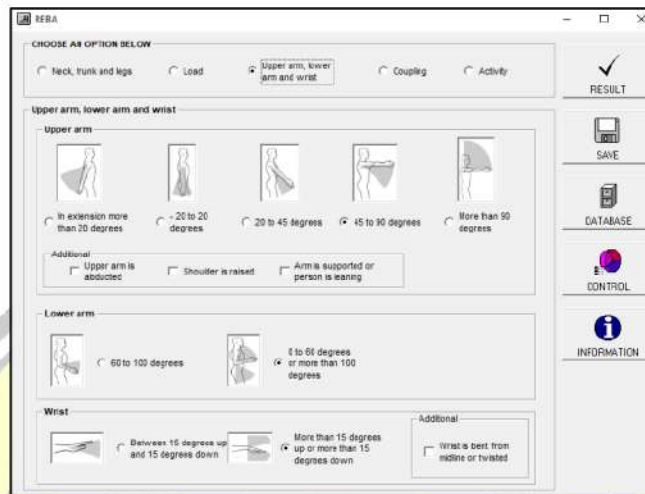 REBA
CHOOSE All OPTION BELOW
Neck, trunk and legs
Load
Upper arm, lower
arm and wrist
Coupling
Activity
RESULT
Upper arm, lower arm and wrist
Upper arm
SAVE
In extension more
than 20 degrees
- 20 to 20
degrees
20 to 45 degrees
45 to 90 degrees
More than 90
degrees
DATABASE
Additional
Upper arm is
abducted
Shoulder is raised
Arm is supported or
person is leaning
CONTROL
Lower arm
60 to 100 degrees
0 to 60 degrees
or more than 100
degrees
INFORMATION
Wrist
Between 15 degrees up
and 15 degrees down
More than 15 degrees
up or more than 15
degrees down
Additional
Wrist is bent from
midline or twisted